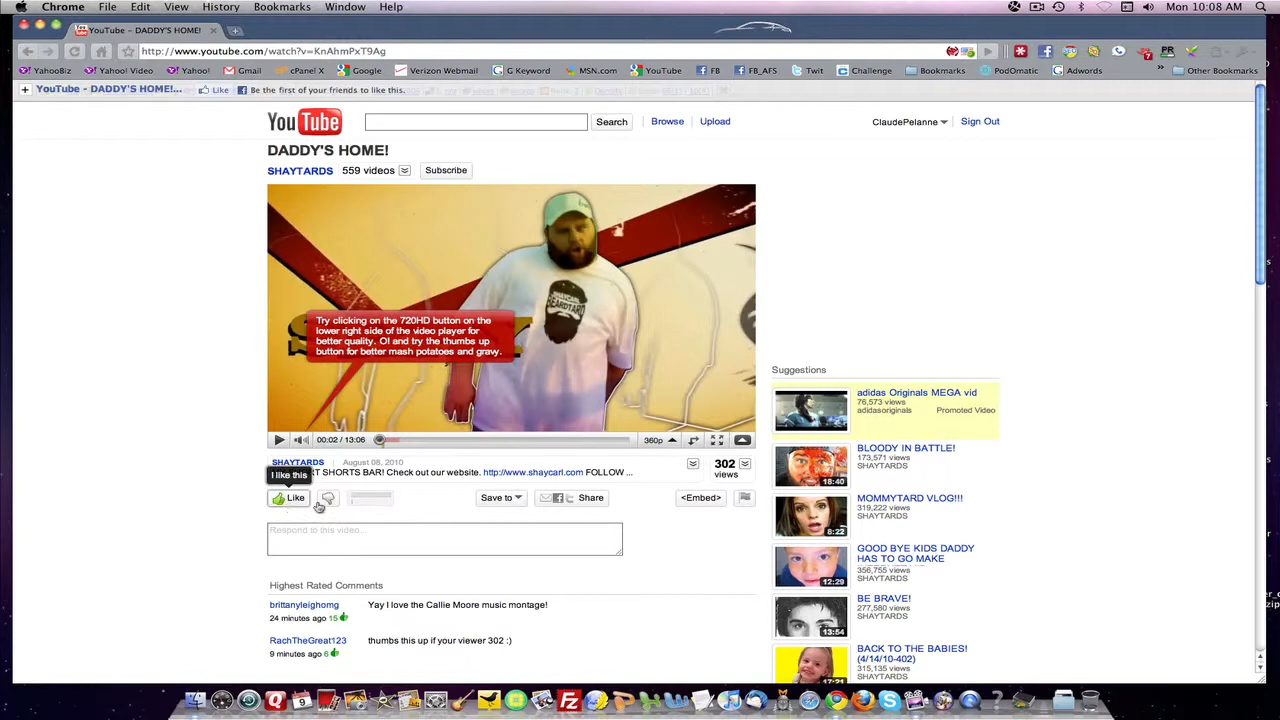 Chrome File Edit View History Bookmarks Window Help Mon 10:08 AM
YouTube – DADDY'S HOME!
http://www.youtube.com/watch?v=KnAhmPxT9Ag
YahooBiz Yahoo! Video Yahoo! Gmail cPanel X Google Verizon Webmail G Keyword MSN.com YouTube FB FB_AFS Twit Challenge Bookmarks PodOmatic Adwords Other Bookmarks
YouTube - DADDY'S HOME!... Like Be the first of your friends to like this.
YouTube Search Browse Upload ClaudePelanne Sign Out
DADDY'S HOME!
SHAYTARDS 559 videos Subscribe
SHAYCARL
BEARDTARD
Try clicking on the 720HD button on the
lower right side of the video player for
better quality. O! and try the thumbs up
button for better mash potatoes and gravy.
00:02 / 13:06 360p
SHAYTARDS August 08, 2010 302
views
RT SHORTS BAR! Check out our website. http://www.shaycarl.com FOLLOW ...
I like this
Like Save to Share <Embed>
Respond to this video...
Highest Rated Comments
brittanyleighomg Yay I love the Callie Moore music montage!
24 minutes ago 15
RachTheGreat123 thumbs this up if your viewer 302 :)
9 minutes ago 6
Suggestions
adidas Originals MEGA vid
76,573 views
adidasoriginals Promoted Video
BLOODY IN BATTLE!
173,571 views
SHAYTARDS
18:40
MOMMYTARD VLOG!!!
319,222 views
SHAYTARDS
8:22
GOOD BYE KIDS DADDY
HAS TO GO MAKE
356,755 views
SHAYTARDS
12:29
BE BRAVE!
277,580 views
SHAYTARDS
13:54
BACK TO THE BABIES!
(4/14/10-402)
315,135 views
SHAYTARDS
17:21